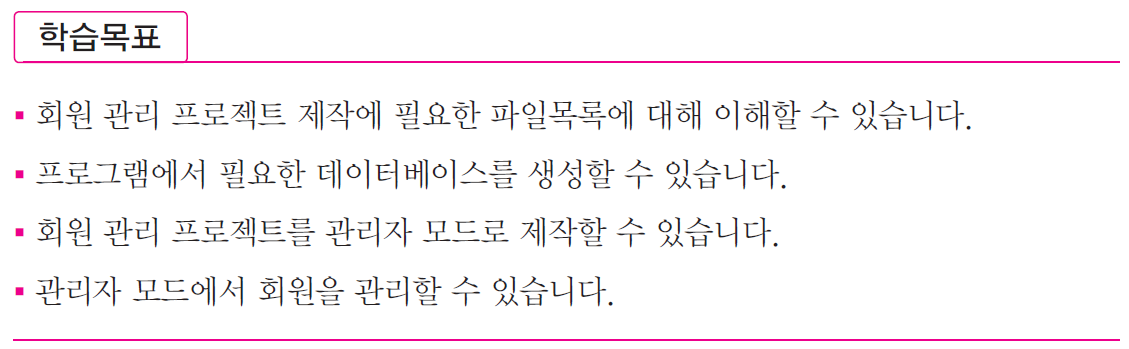 학습목표
▪ 회원 관리 프로젝트 제작에 필요한 파일목록에 대해 이해할 수 있습니다.
▪ 프로그램에서 필요한 데이터베이스를 생성할 수 있습니다.
▪ 회원 관리 프로젝트를 관리자 모드로 제작할 수 있습니다.
▪ 관리자 모드에서 회원을 관리할 수 있습니다.